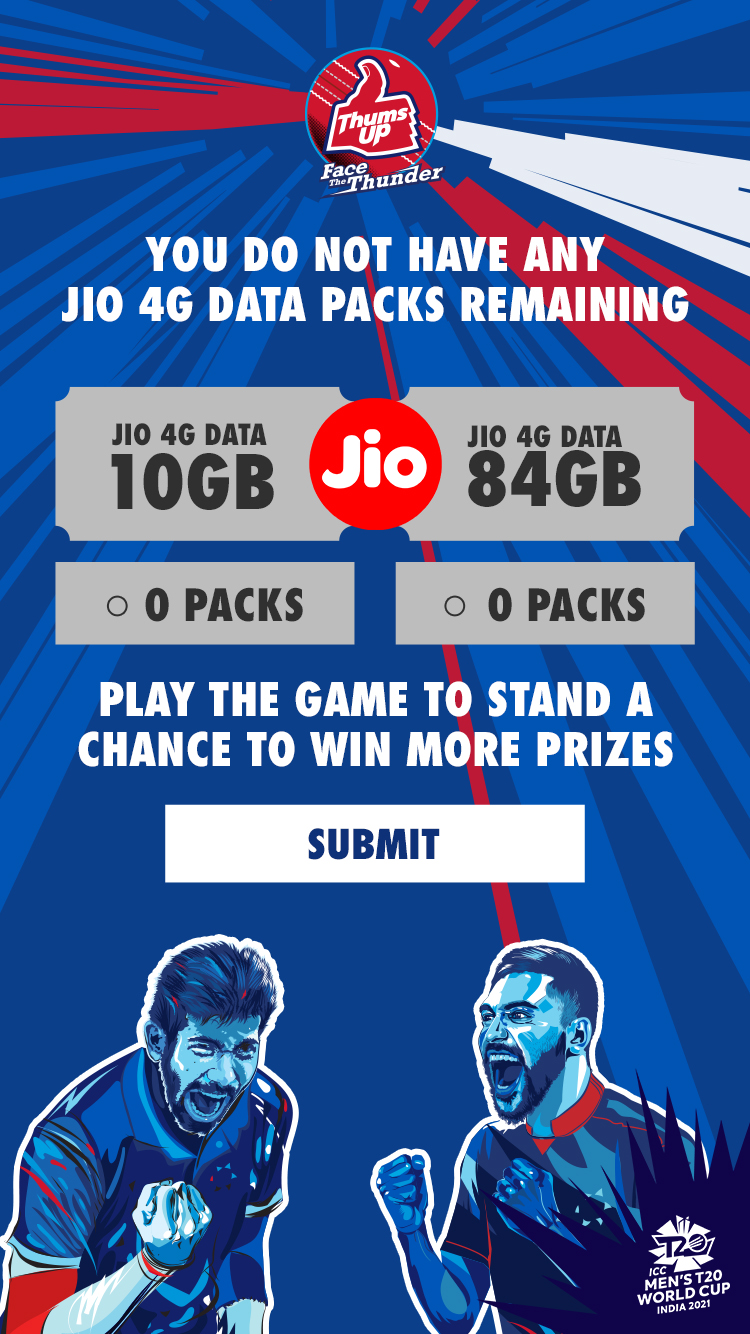 Thums
UP
Face
The Thunder
YOU DO NOT HAVE ANY
JIO 4G DATA PACKS REMAINING
JIO 4G DATA
10GB
Jio
JIO 4G DATA
84GB
0 PACKS
0 PACKS
PLAY THE GAME TO STAND A
CHANCE TO WIN MORE PRIZES
SUBMIT
T20
ICC
MEN'S T20
WORLD CUP
INDIA 2021